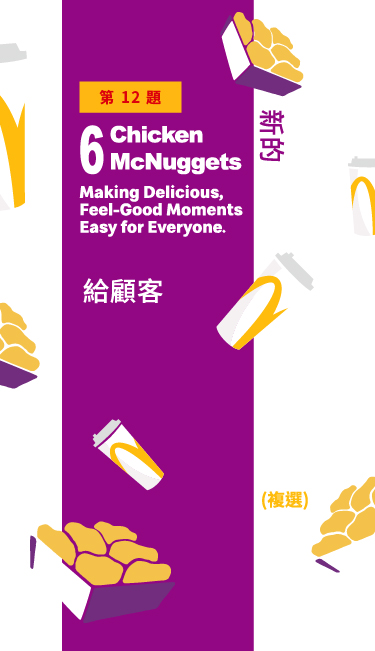 第 12 題
6 Chicken
McNuggets
新的
Making Delicious,
Feel-Good Moments
Easy for Everyone.
給顧客
(複選)